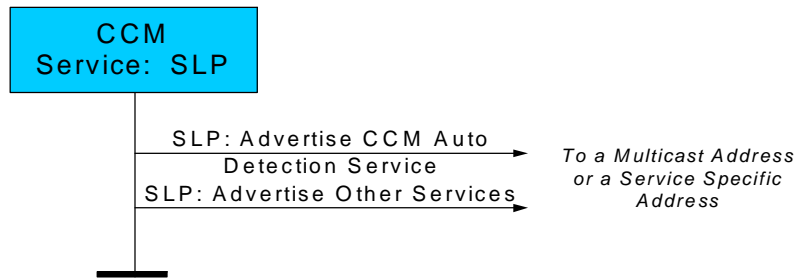 CCM
Service: SLP
SLP: Advertise CCM Auto
Detection Service
SLP: Advertise Other Services
To a Multicast Address
or a Service Specific
Address